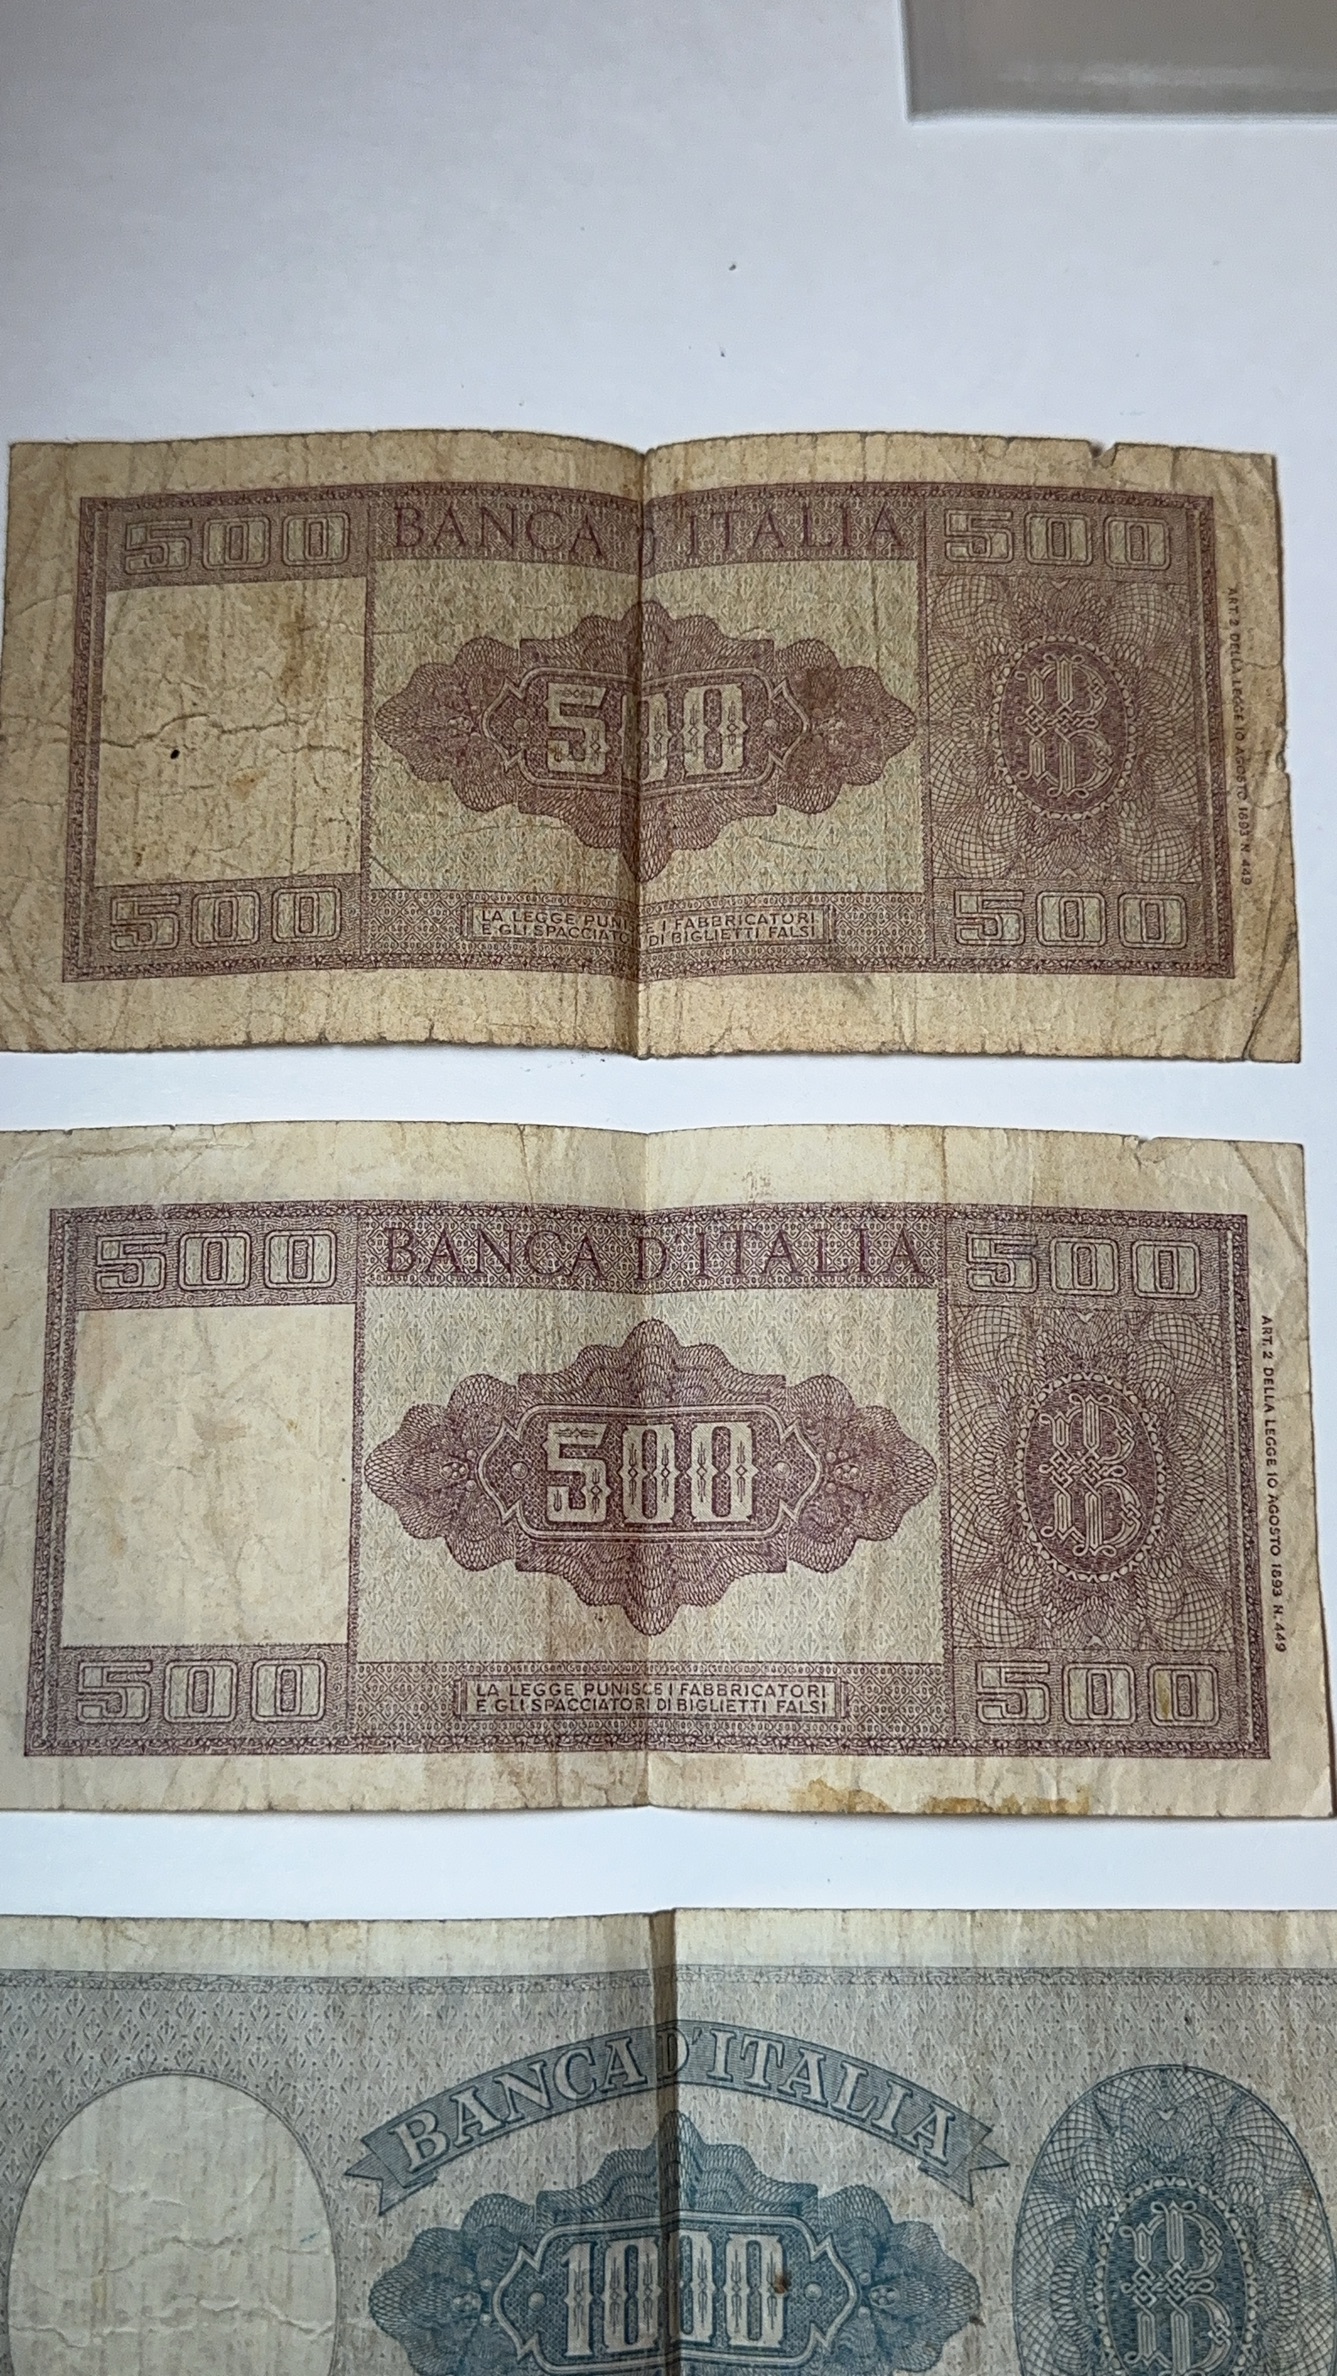 500 BANCA D'ITALIA 500
500
B
ART. 2 DELLA LEGGE 10 AGOSTO 1893 N. 449
500 LA LEGGE PUNISCE I FABBRICATORI 500
E GLI SPACCIATORI DI BIGLIETTI FALSI
500 BANCA D'ITALIA 500
500
B
ART. 2 DELLA LEGGE 10 AGOSTO 1893 N. 449
500 LA LEGGE PUNISCE I FABBRICATORI 500
E GLI SPACCIATORI DI BIGLIETTI FALSI
BANCA D'ITALIA
1000